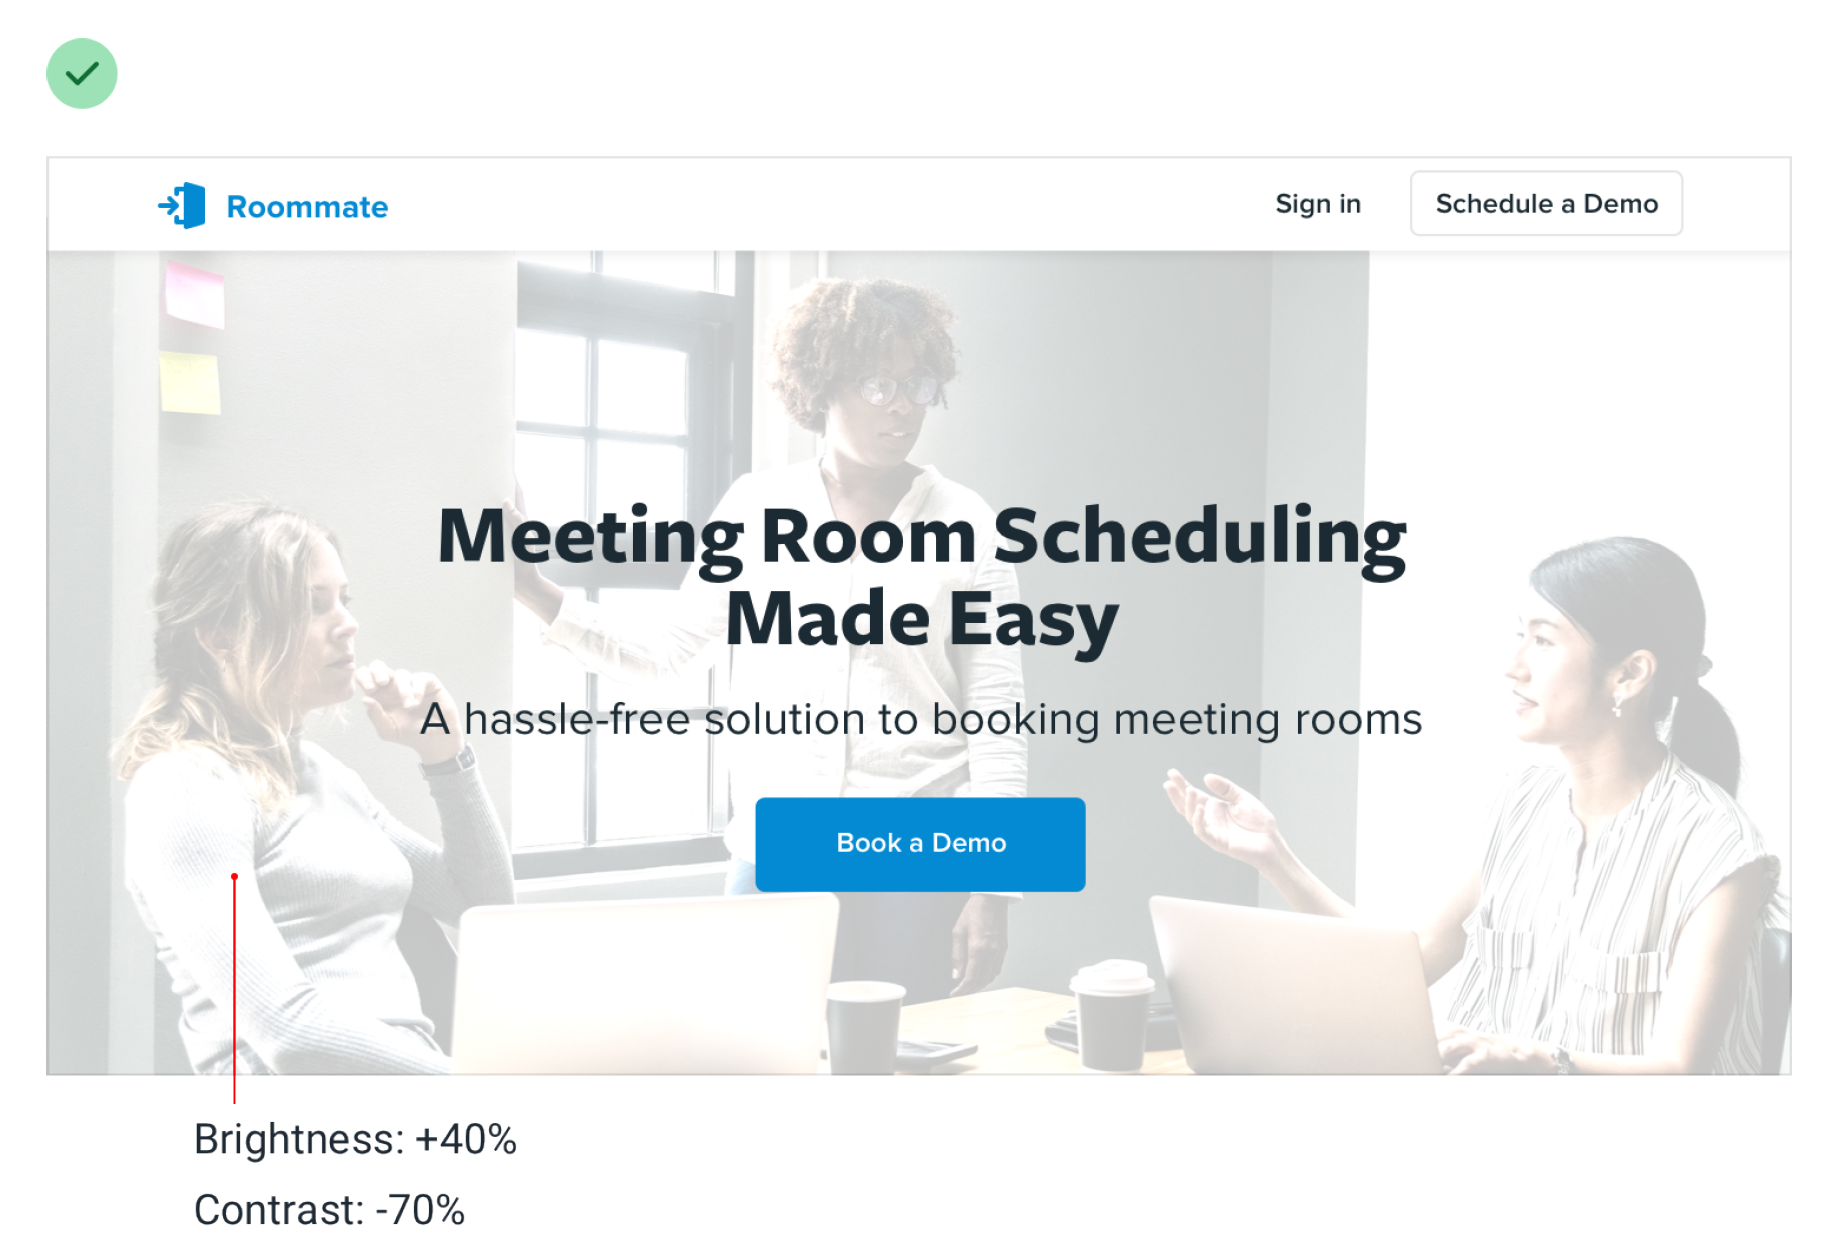 Roommate
Sign in
Schedule a Demo
Meeting Room Scheduling
Made Easy
A hassle-free solution to booking meeting rooms
Book a Demo
Brightness: +40%
Contrast: -70%